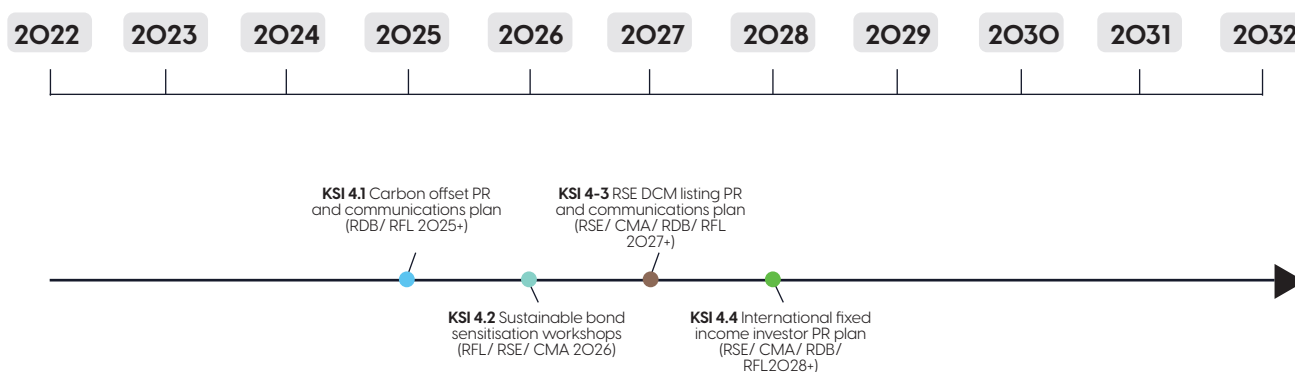 2022 2023 2024 2025 2026 2027 2028 2029 2030 2031 2032
KSI 4.1 Carbon offset PR
and communications plan
(RDB/ RFL 2025+)
KSI 4-3 RSE DCM listing PR
and communications plan
(RSE/ CMA/ RDB/ RFL
2027+)
KSI 4.2 Sustainable bond
sensitisation workshops
(RFL/ RSE/ CMA 2026)
KSI 4.4 International fixed
income investor PR plan
(RSE/ CMA/ RDB/
RFL2028+)